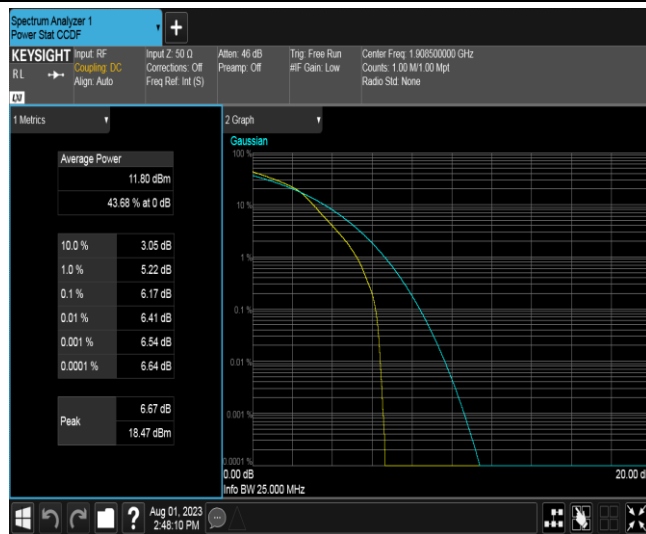 Spectrum Analyzer 1
Power Stat CCDF
+
KEYSIGHT
RL
Input: RF
Coupling: DC
Align: Auto
Input Z: 50 Ω
Corrections: Off
Freq Ref: Int (S)
Atten: 46 dB
Preamp: Off
Trig: Free Run
#IF Gain: Low
Center Freq: 1.908500000 GHz
Counts: 1.00 M/1.00 Mpt
Radio Std: None
LXI
1 Metrics
Average Power
11.80 dBm
43.68 % at 0 dB
10.0 % 3.05 dB
1.0 % 5.22 dB
0.1 % 6.17 dB
0.01 % 6.41 dB
0.001 % 6.54 dB
0.0001 % 6.64 dB
Peak
6.67 dB
18.47 dBm
2 Graph
Gaussian
100 %
10 %
1 %
0.1 %
0.01 %
0.001 %
0.0001 %
0.00 dB
20.00 d
Info BW 25.000 MHz
?
Aug 01, 2023
2:48:10 PM